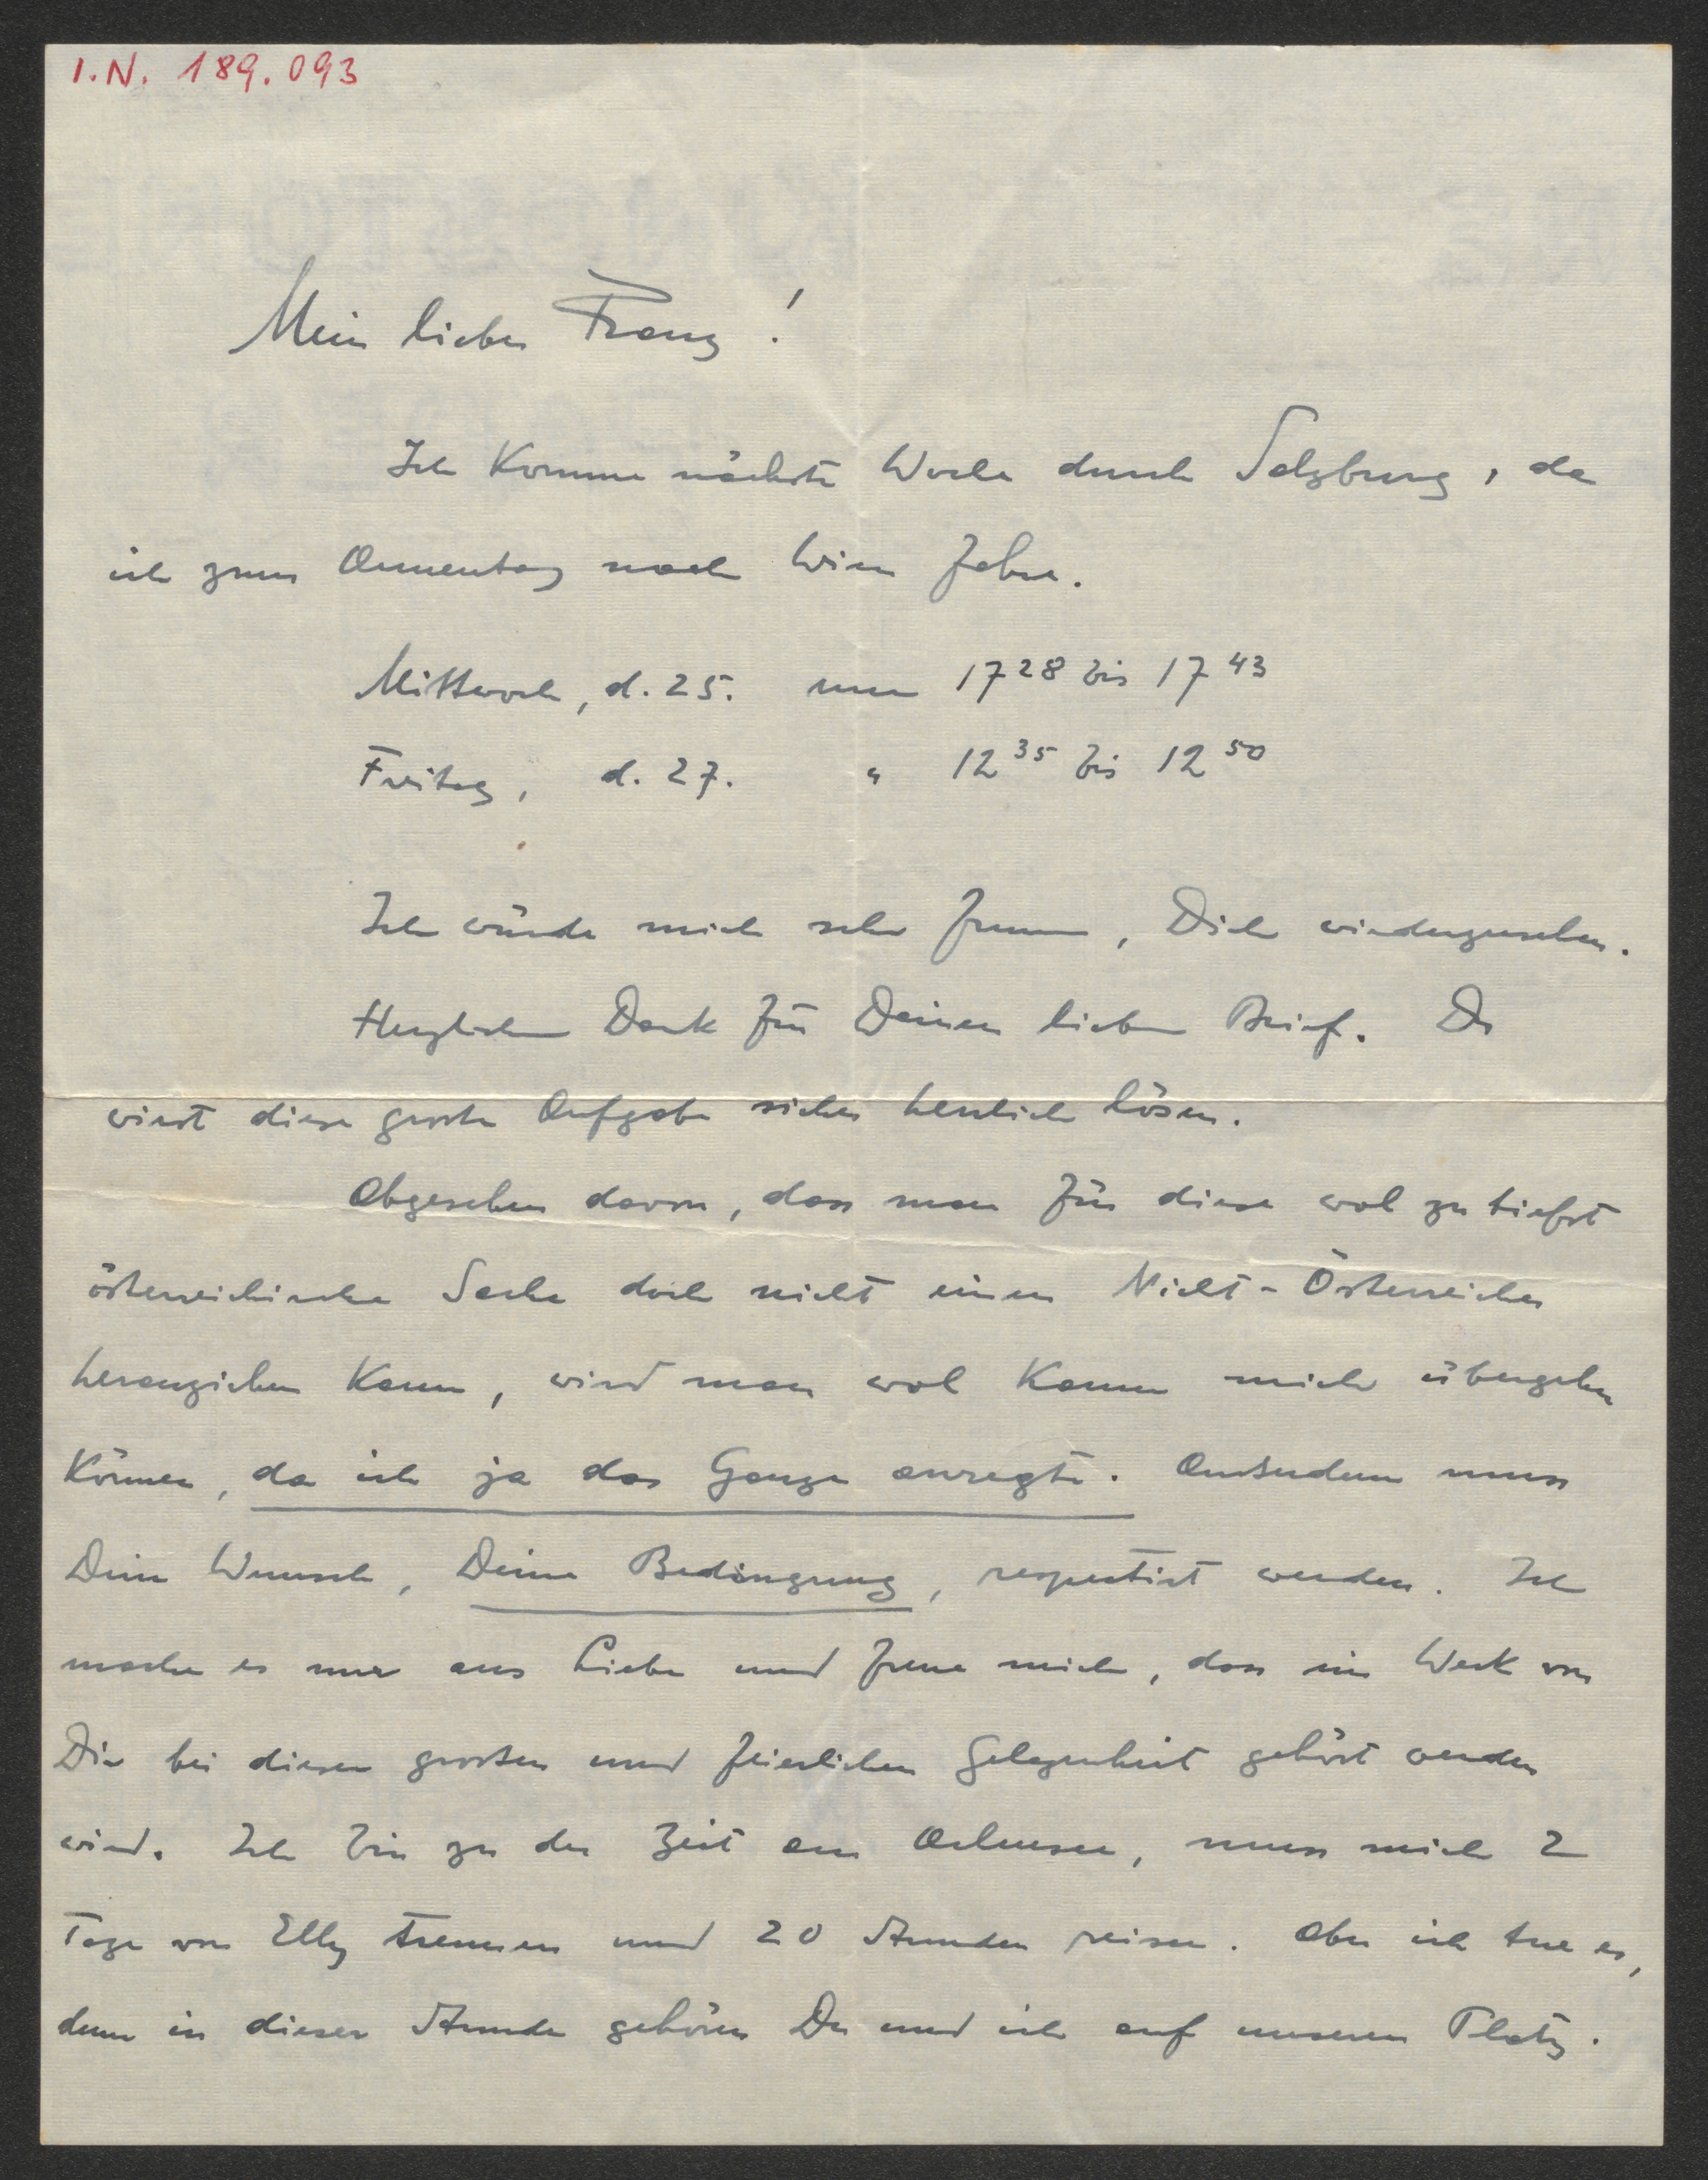 I.N. 189.093
Mein lieber Franz!
Ich komme nächste Woche durch Salzburg, da
ich zum Annentag nach Wien fahre.
Mittwoch, d. 25. um 17 28 bis 17 43
Freitag, d. 27. " 12 35 bis 12 50
Ich würde mich sehr freuen, Dich wiederzusehen.
Herzlichen Dank für Deinen lieben Brief. Du
wirst diese grosse Aufgabe sicher herrlich lösen.
Abgesehen davon, dass man für diese wol zu tiefst
österreichische Sache doch nicht einen Nicht-Österreicher
heranziehen kann, wird man wol kaum mich übergehen
können, da ich ja das Ganze anregte. Ausserdem muss
Dein Wunsch, Deine Bedingung, respectirt werden. Ich
mache es nur aus Liebe und freue mich, dass ein Werk von
Dir bei dieser grossen und feierlichen Gelegenheit gehört werden
wird. Ich bin zu der Zeit am Achensee, muss mich 2
Tage von Elly trennen und 20 Stunden reisen. Aber ich tue es,
denn in dieser Stunde gehören Du und ich auf unseren Platz.